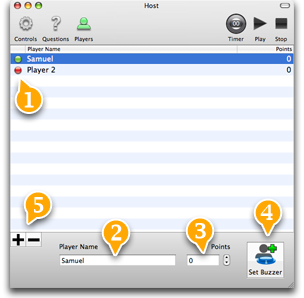 Host
Controls Questions Players Timer Play Stop
Player Name Points
Samuel 0
Player 2 0
1
5
2
3
4
Player Name Points
Samuel 0
Set Buzzer